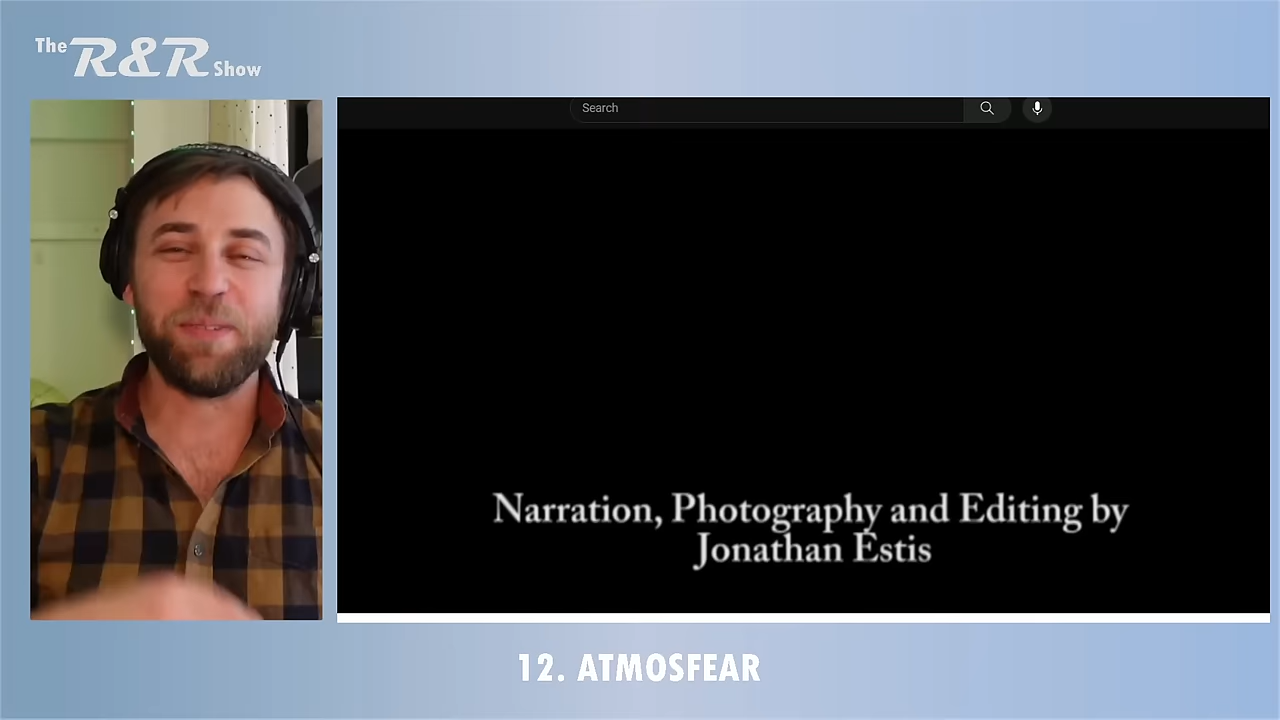 The R&R Show
Search
Narration, Photography and Editing by
Jonathan Estis
12. ATMOSFEAR